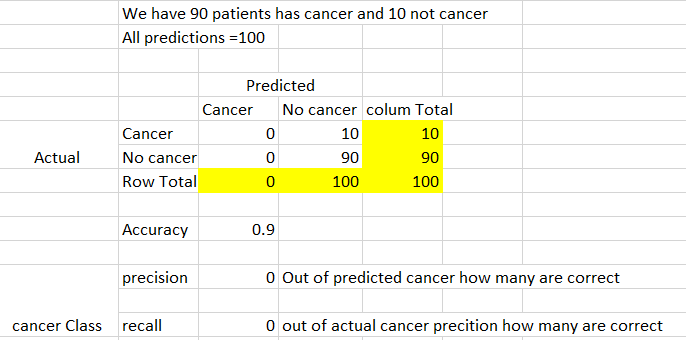 We have 90 patients has cancer and 10 not cancer
All predictions =100
Predicted
Cancer No cancer colum Total
Cancer 0 10 10
Actual No cancer 0 90 90
Row Total 0 100 100
Accuracy 0.9
precision 0 Out of predicted cancer how many are correct
cancer Class recall 0 out of actual cancer precition how many are correct